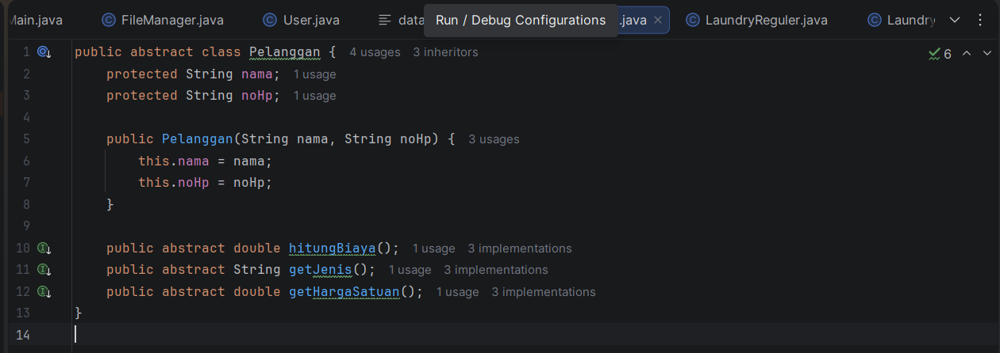 Main.java FileManager.java User.java data Run / Debug Configurations .java LaundryReguler.java Laundry
1 public abstract class Pelanggan { 4 usages 3 inheritors 6
2 protected String nama; 1 usage
3 protected String noHp; 1 usage
4
5 public Pelanggan(String nama, String noHp) { 3 usages
6 this.nama = nama;
7 this.noHp = noHp;
8 }
9
10 public abstract double hitungBiaya(); 1 usage 3 implementations
11 public abstract String getJenis(); 1 usage 3 implementations
12 public abstract double getHargaSatuan(); 1 usage 3 implementations
13 }
14